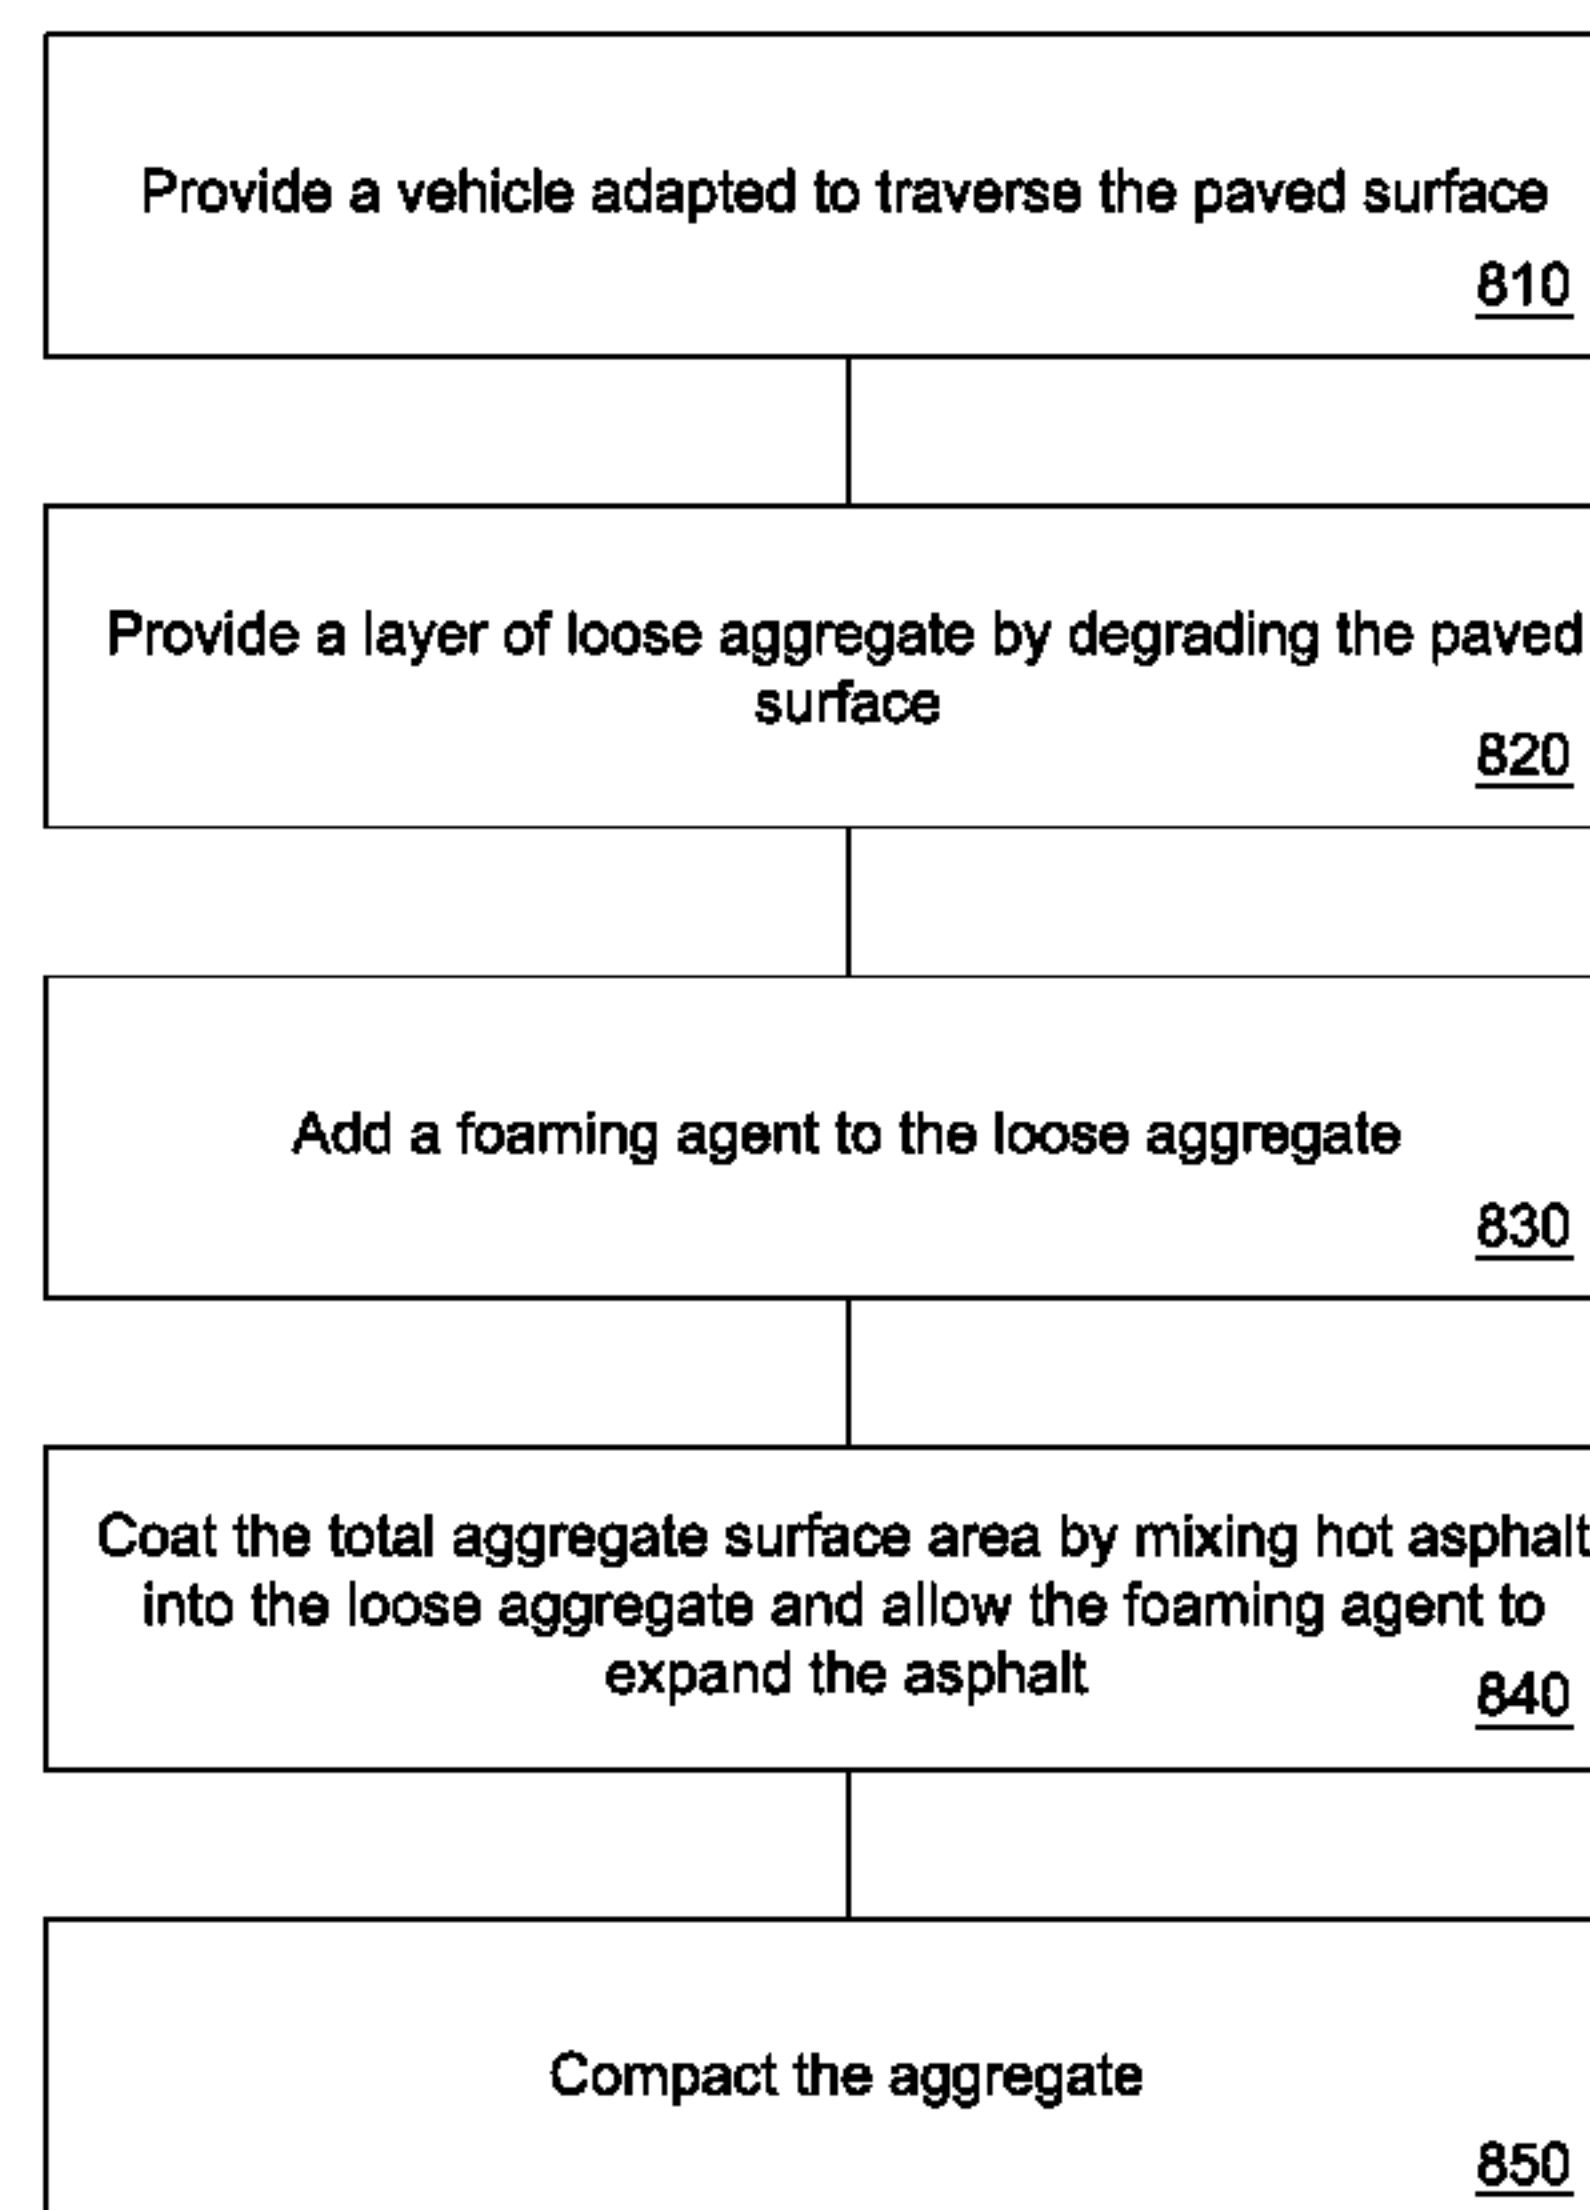 Provide a vehicle adapted to traverse the paved surface
810
Provide a layer of loose aggregate by degrading the paved
surface
820
Add a foaming agent to the loose aggregate
830
Coat the total aggregate surface area by mixing hot asphalt
into the loose aggregate and allow the foaming agent to
expand the asphalt
840
Compact the aggregate
850